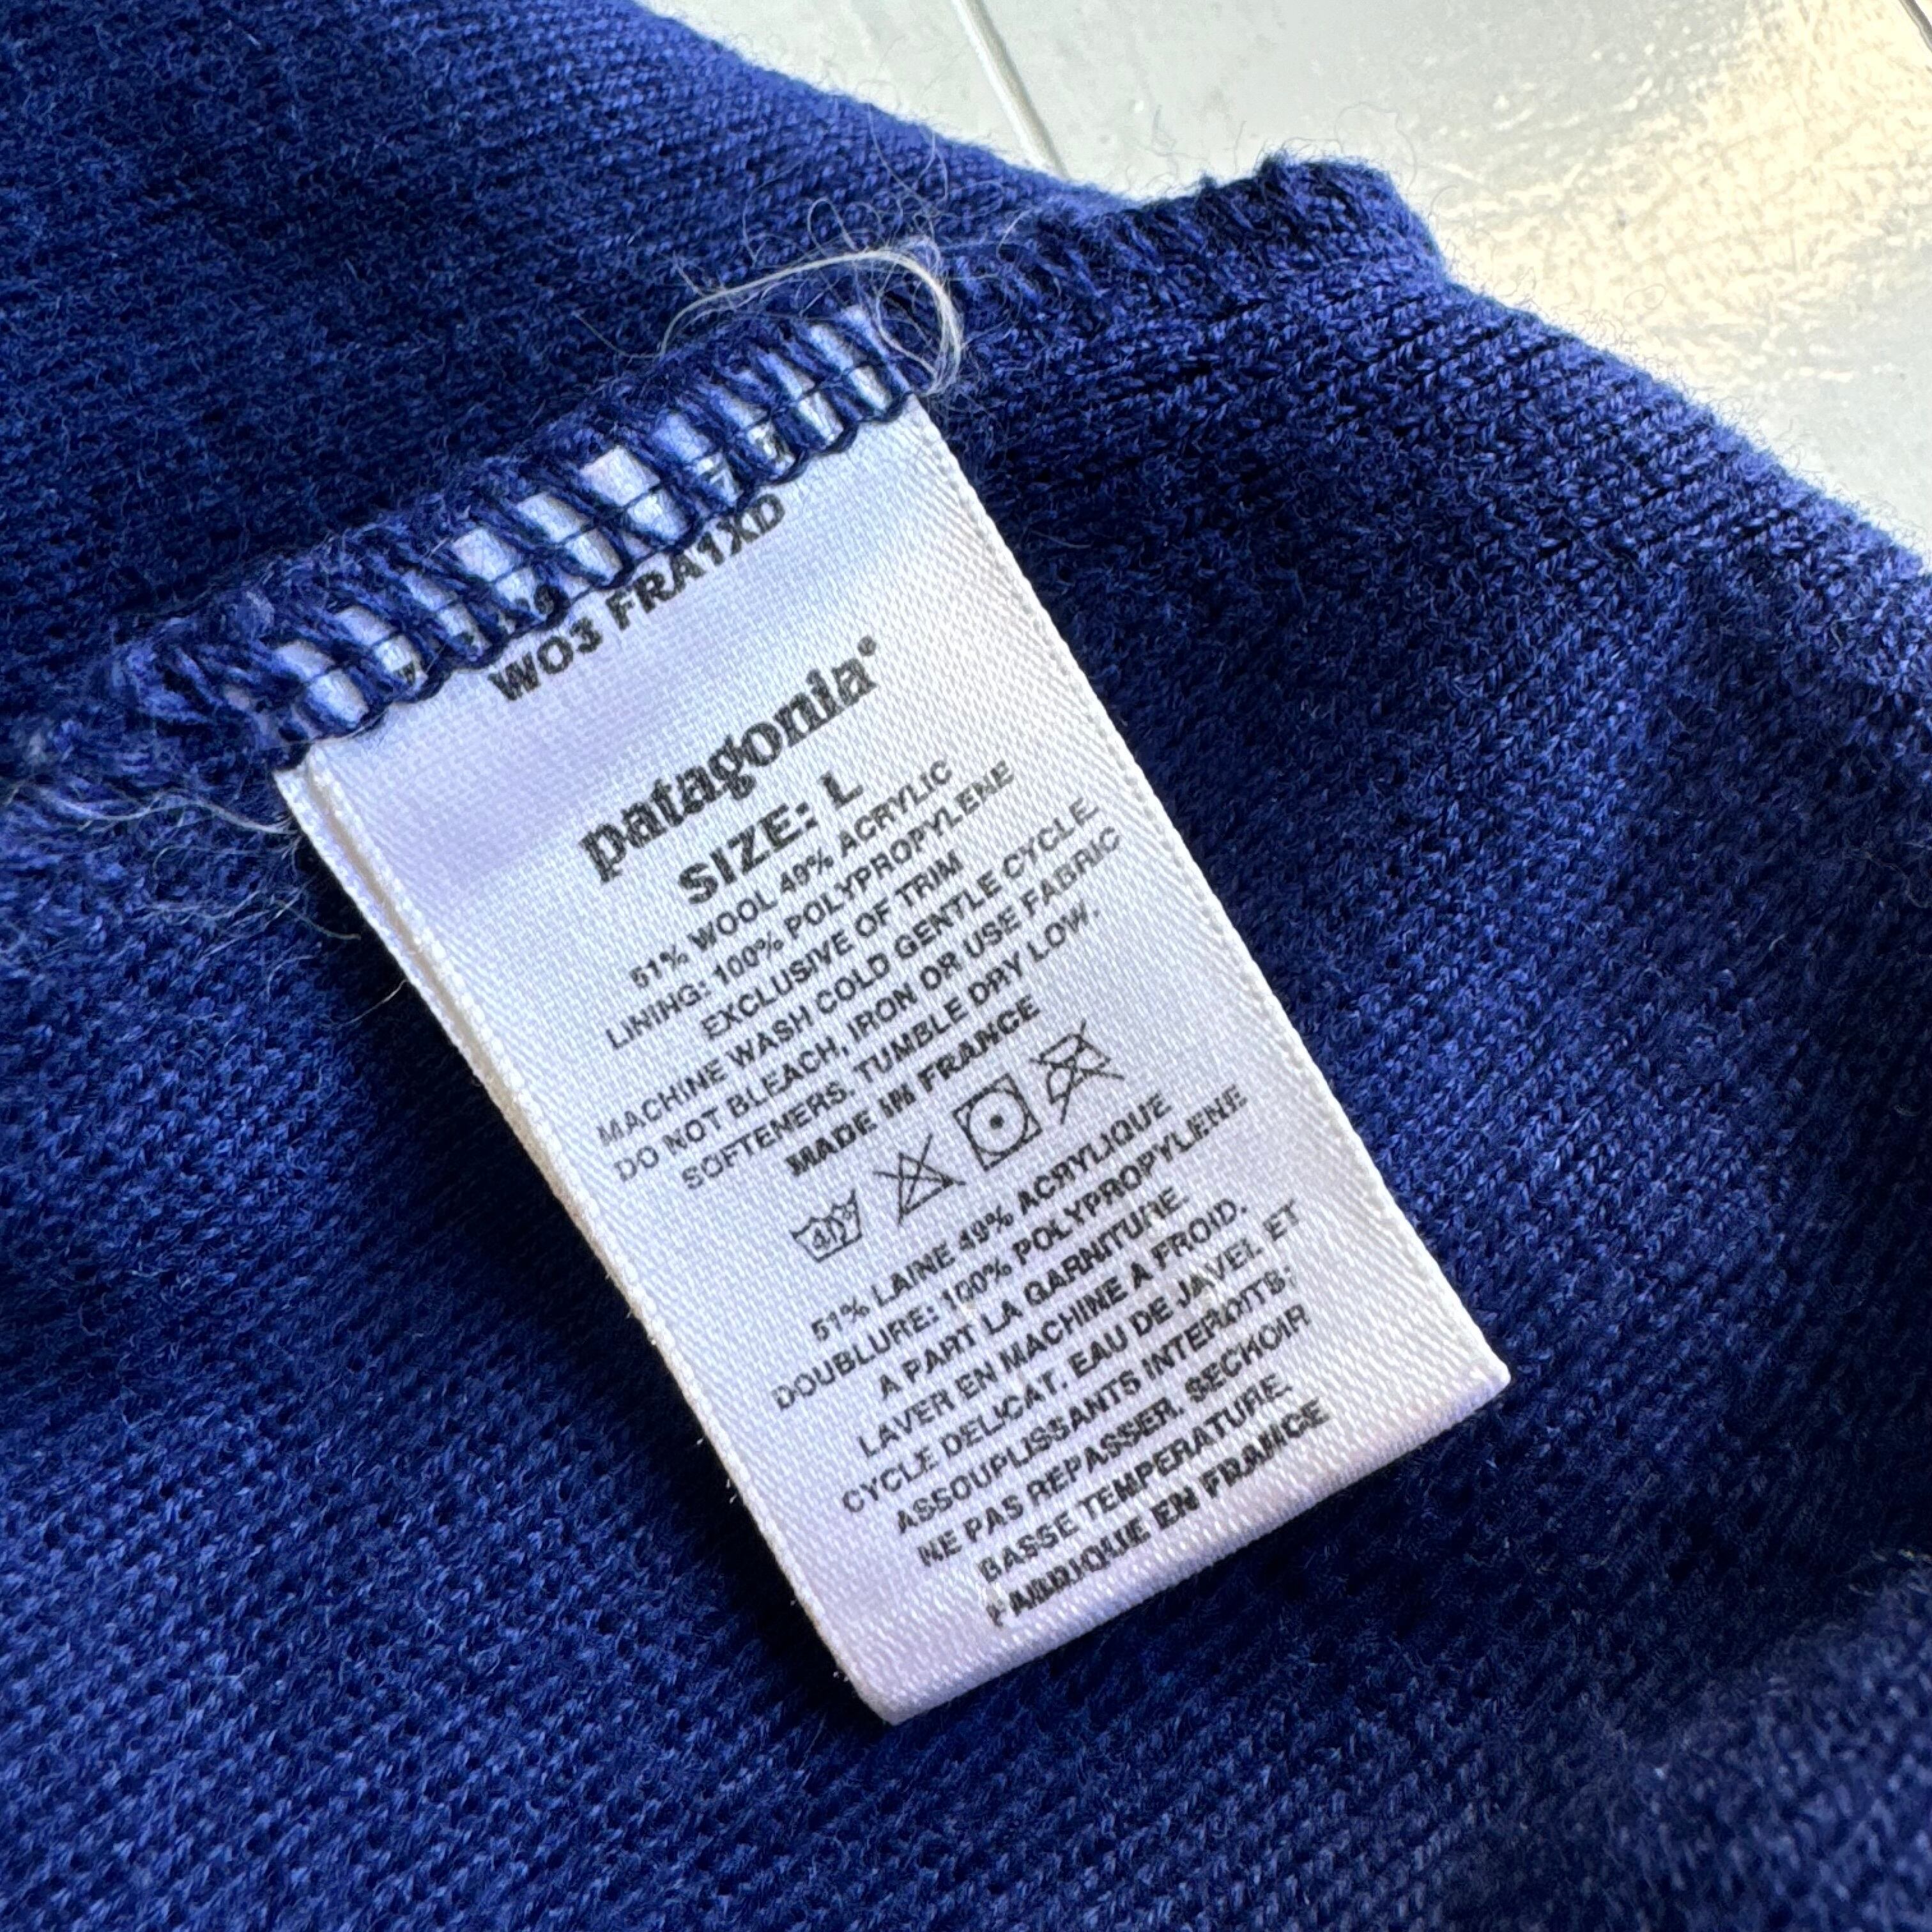 WO3 FRA1XD
patagonia®
SIZE: L
51% WOOL 49% ACRYLIC
LINING: 100% POLYPROPYLENE
EXCLUSIVE OF TRIM
MACHINE WASH COLD GENTLE CYCLE.
DO NOT BLEACH, IRON OR USE FABRIC
SOFTENERS. TUMBLE DRY LOW.
MADE IN FRANCE
40
51% LAINE 49% ACRYLIQUE
DOUBLURE: 100% POLYPROPYLENE
A PART LA GARNITURE.
LAVER EN MACHINE A FROID.
CYCLE DELICAT. EAU DE JAVEL ET
ASSOUPLISSANTS INTERDITS;
NE PAS REPASSER. SECHOIR
BASSE TEMPERATURE.
FABRIQUE EN FRANCE